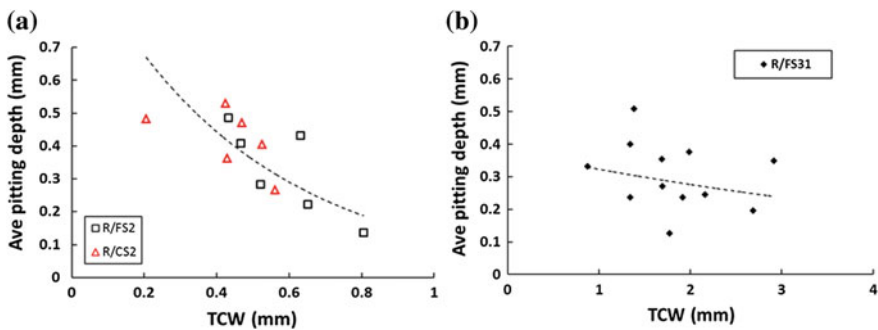 (a)
Ave pitting depth (mm)
0.7
0.6
0.5
0.4
0.3
0.2
0.1
0
R/FS2
R/CS2
0 0.2 0.4 0.6 0.8 1
TCW (mm)
(b)
Ave pitting depth (mm)
0.7
0.6
0.5
0.4
0.3
0.2
0.1
0
R/FS31
0 1 2 3 4
TCW (mm)